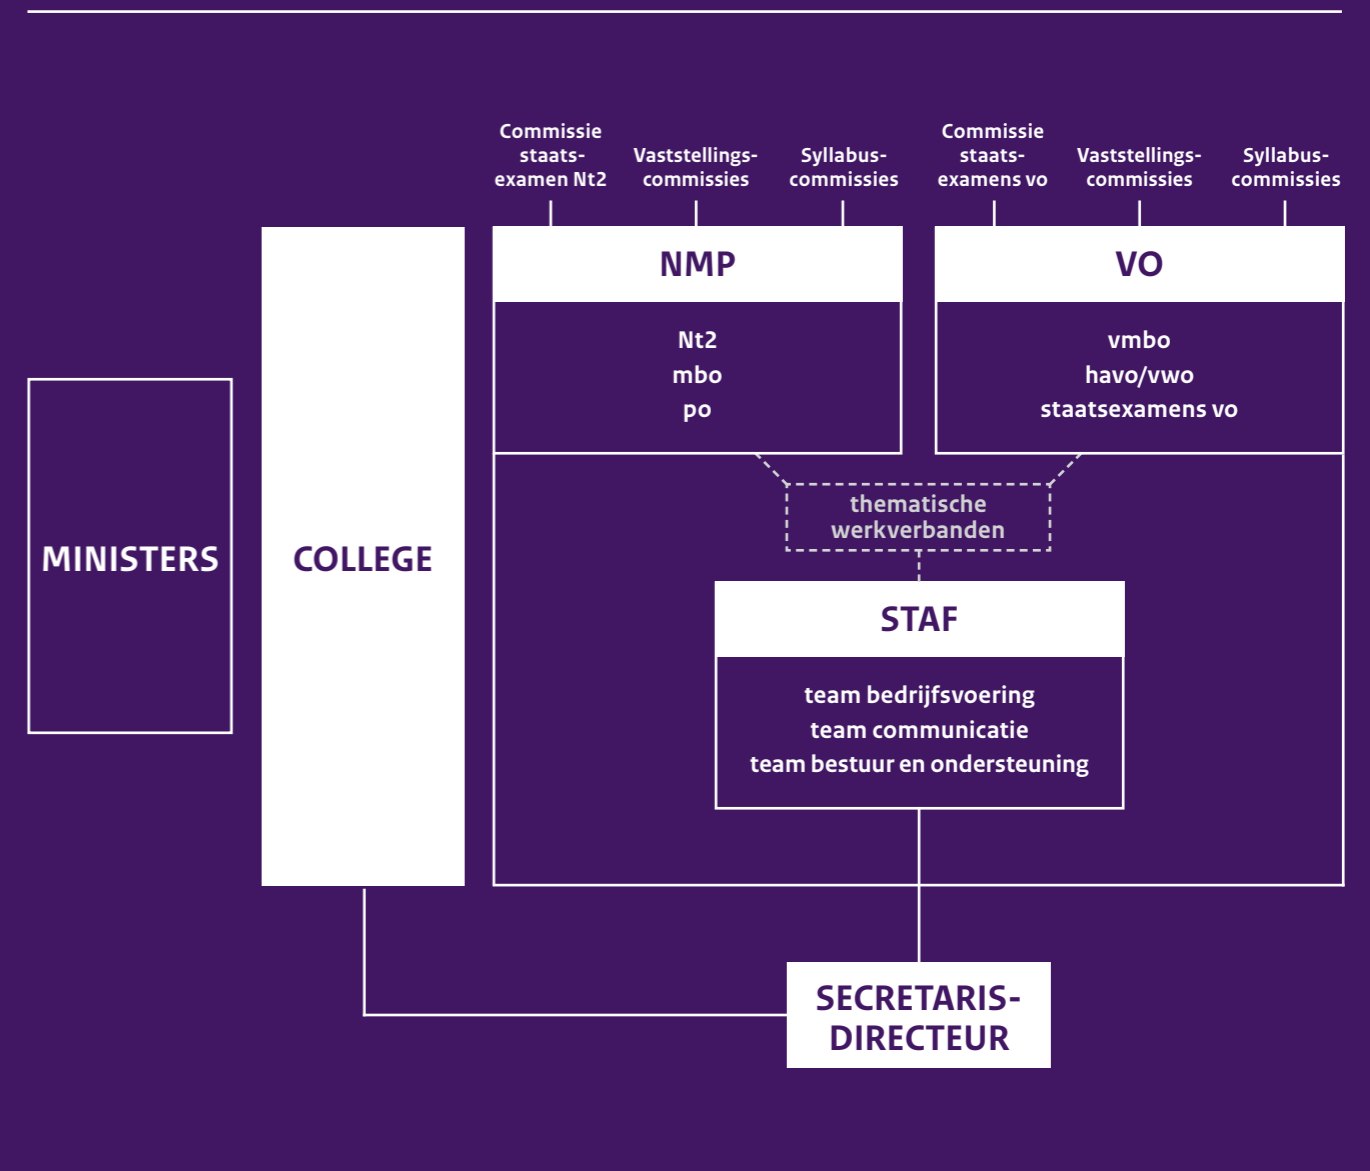 Commissie
staats-
examen Nt2
Vaststellings-
commissies
Syllabus-
commissies
Commissie
staats-
examens vo
Vaststellings-
commissies
Syllabus-
commissies
NMP
Nt2
mbo
po
VO
vmbo
havo/vwo
staatsexamens vo
MINISTERS
COLLEGE
thematische
werkverbanden
STAF
team bedrijfsvoering
team communicatie
team bestuur en ondersteuning
SECRETARIS-
DIRECTEUR